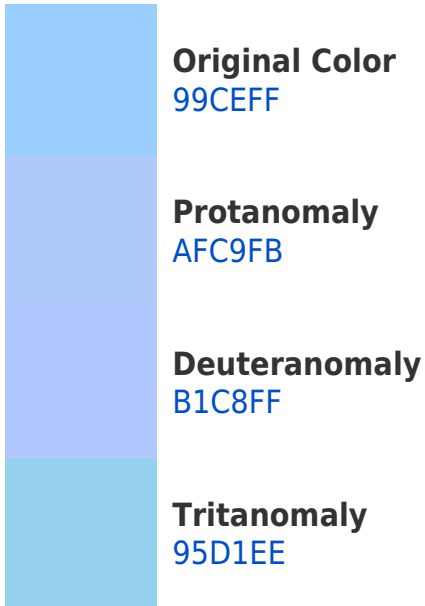 Original Color
99CEFF
Protanomaly
AFC9FB
Deuteranomaly
B1C8FF
Tritanomaly
95D1EE